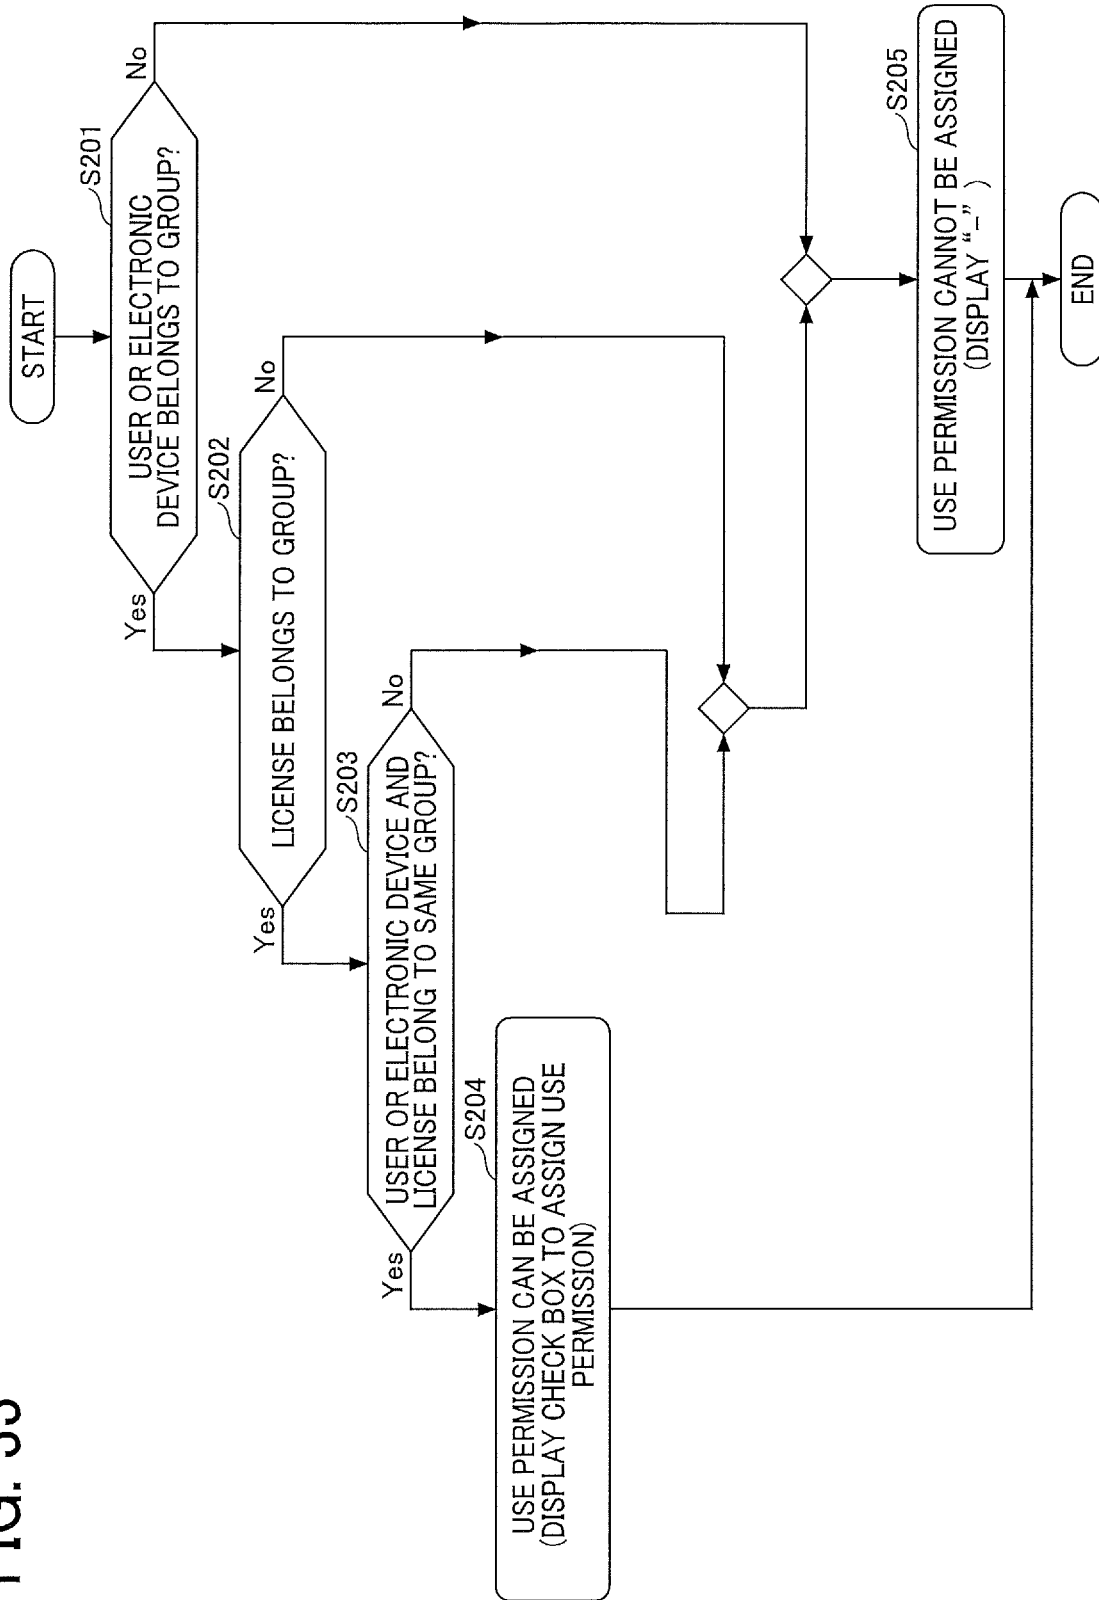 FIG.
START
S201
USER OR ELECTRONIC
DEVICE BELONGS TO GROUP?
Yes
No
S202
LICENSE BELONGS TO GROUP?
Yes
No
S203
USER OR ELECTRONIC DEVICE AND
LICENSE BELONG TO SAME GROUP?
Yes
No
S204
USE PERMISSION CAN BE ASSIGNED
(DISPLAY CHECK BOX TO ASSIGN USE
PERMISSION)
S205
USE PERMISSION CANNOT BE ASSIGNED
(DISPLAY “–” )
END